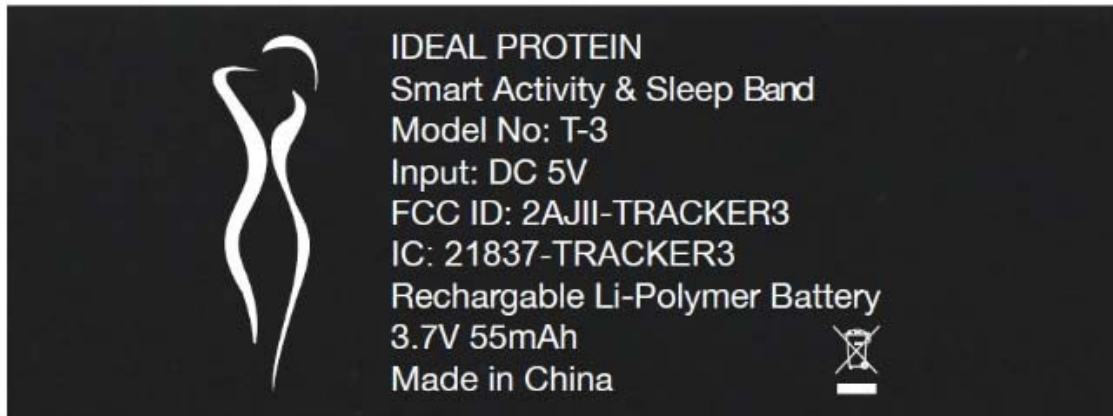 IDEAL PROTEIN
Smart Activity & Sleep Band
Model No: T-3
Input: DC 5V
FCC ID: 2AJII-TRACKER3
IC: 21837-TRACKER3
Rechargable Li-Polymer Battery
3.7V 55mAh
Made in China